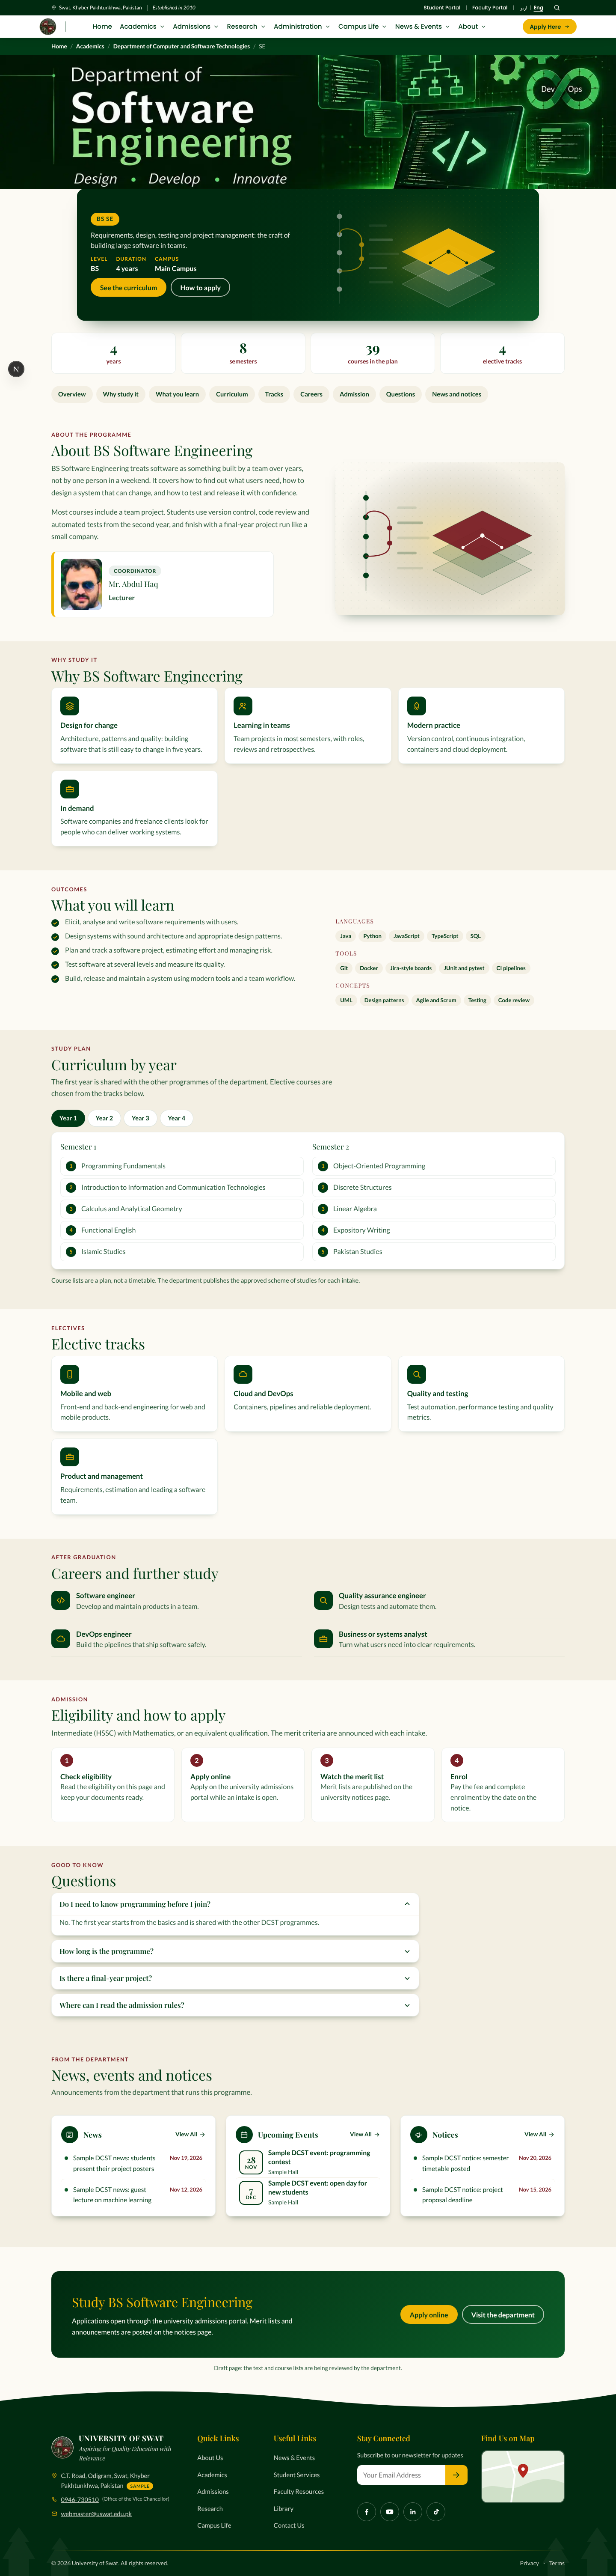 Swat, Khyber Pakhtunkhwa, Pakistan | Established in 2010
Student Portal | Faculty Portal | اردو | Eng
Home Academics Admissions Research Administration Campus Life News & Events About Apply Here
Home / Academics / Department of Computer and Software Technologies / SE
Department of
Software
Engineering
Design • Develop • Innovate
Dev Ops
</>
BS SE
Requirements, design, testing and project management: the craft of
building large software in teams.
LEVEL DURATION CAMPUS
BS 4 years Main Campus
See the curriculum How to apply
4 8 39 4
years semesters courses in the plan elective tracks
N
Overview Why study it What you learn Curriculum Tracks Careers Admission Questions News and notices
ABOUT THE PROGRAMME
About BS Software Engineering
BS Software Engineering treats software as something built by a team over years,
not by one person in a weekend. It covers how to find out what users need, how to
design a system that can change, and how to test and release it with confidence.
Most courses include a team project. Students use version control, code review and
automated tests from the second year, and finish with a final-year project run like a
small company.
COORDINATOR
Mr. Abdul Haq
Lecturer
WHY STUDY IT
Why BS Software Engineering
Design for change
Architecture, patterns and quality: building
software that is still easy to change in five years.
Learning in teams
Team projects in most semesters, with roles,
reviews and retrospectives.
Modern practice
Version control, continuous integration,
containers and cloud deployment.
In demand
Software companies and freelance clients look for
people who can deliver working systems.
OUTCOMES
What you will learn
Elicit, analyse and write software requirements with users.
Design systems with sound architecture and appropriate design patterns.
Plan and track a software project, estimating effort and managing risk.
Test software at several levels and measure its quality.
Build, release and maintain a system using modern tools and a team workflow.
LANGUAGES
Java Python JavaScript TypeScript SQL
TOOLS
Git Docker Jira-style boards JUnit and pytest CI pipelines
CONCEPTS
UML Design patterns Agile and Scrum Testing Code review
STUDY PLAN
Curriculum by year
The first year is shared with the other programmes of the department. Elective courses are
chosen from the tracks below.
Year 1 Year 2 Year 3 Year 4
Semester 1
1 Programming Fundamentals
2 Introduction to Information and Communication Technologies
3 Calculus and Analytical Geometry
4 Functional English
5 Islamic Studies
Semester 2
1 Object-Oriented Programming
2 Discrete Structures
3 Linear Algebra
4 Expository Writing
5 Pakistan Studies
Course lists are a plan, not a timetable. The department publishes the approved scheme of studies for each intake.
ELECTIVES
Elective tracks
Mobile and web
Front-end and back-end engineering for web and
mobile products.
Cloud and DevOps
Containers, pipelines and reliable deployment.
Quality and testing
Test automation, performance testing and quality
metrics.
Product and management
Requirements, estimation and leading a software
team.
AFTER GRADUATION
Careers and further study
Software engineer
Develop and maintain products in a team.
Quality assurance engineer
Design tests and automate them.
DevOps engineer
Build the pipelines that ship software safely.
Business or systems analyst
Turn what users need into clear requirements.
ADMISSION
Eligibility and how to apply
Intermediate (HSSC) with Mathematics, or an equivalent qualification. The merit criteria are announced with each intake.
1
Check eligibility
Read the eligibility on this page and
keep your documents ready.
2
Apply online
Apply on the university admissions
portal while an intake is open.
3
Watch the merit list
Merit lists are published on the
university notices page.
4
Enrol
Pay the fee and complete
enrolment by the date on the
notice.
GOOD TO KNOW
Questions
Do I need to know programming before I join?
No. The first year starts from the basics and is shared with the other DCST programmes.
How long is the programme?
Is there a final-year project?
Where can I read the admission rules?
FROM THE DEPARTMENT
News, events and notices
Announcements from the department that runs this programme.
News View All
Sample DCST news: students Nov 19, 2026
present their project posters
Sample DCST news: guest Nov 12, 2026
lecture on machine learning
Upcoming Events View All
28 NOV
Sample DCST event: programming
contest
Sample Hall
7 DEC
Sample DCST event: open day for
new students
Sample Hall
Notices View All
Sample DCST notice: semester Nov 20, 2026
timetable posted
Sample DCST notice: project Nov 15, 2026
proposal deadline
Study BS Software Engineering
Applications open through the university admissions portal. Merit lists and
announcements are posted on the notices page.
Apply online Visit the department
Draft page: the text and course lists are being reviewed by the department.
UNIVERSITY OF SWAT
Aspiring for Quality Education with
Relevance
C.T. Road, Odigram, Swat, Khyber
Pakhtunkhwa, Pakistan SAMPLE
0946-730510 (Office of the Vice Chancellor)
webmaster@uswat.edu.pk
Quick Links
About Us
Academics
Admissions
Research
Campus Life
Useful Links
News & Events
Student Services
Faculty Resources
Library
Contact Us
Stay Connected
Subscribe to our newsletter for updates
Your Email Address
Find Us on Map
© 2026 University of Swat. All rights reserved.
Privacy • Terms